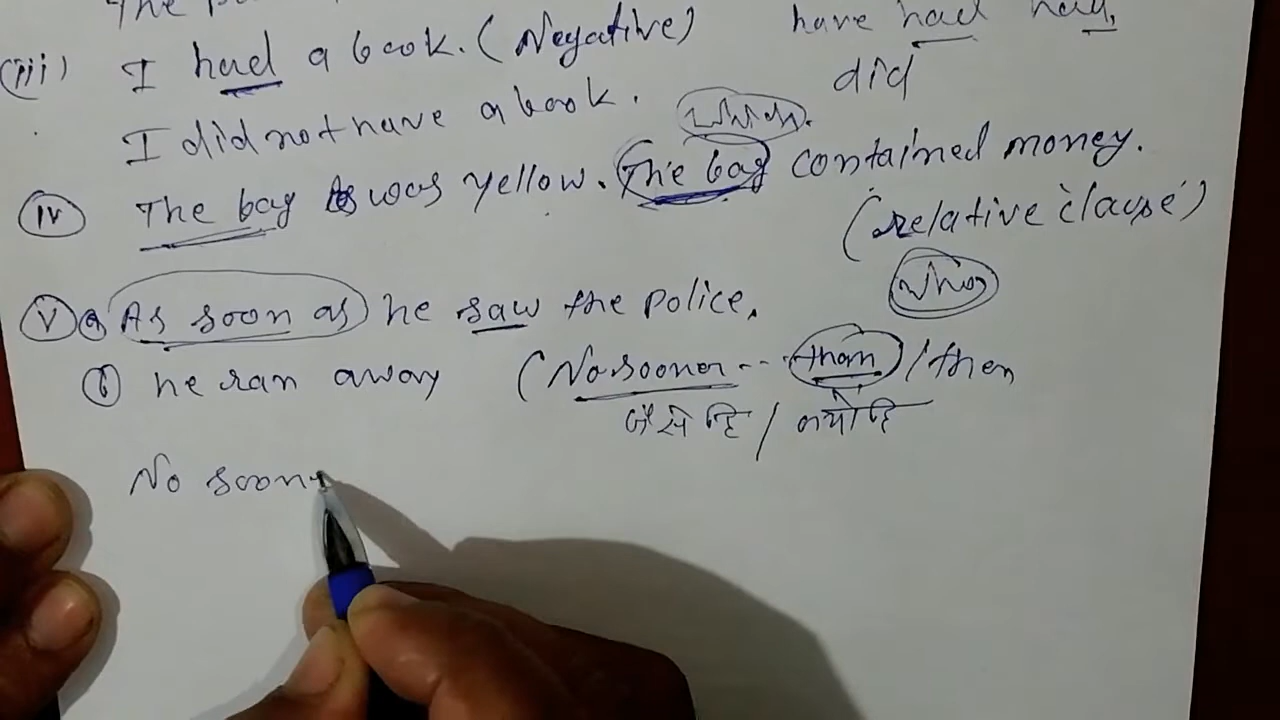 The
have had had,
(iii) I had a book. (Negative)
did
I did not have a book.
which.
(iv) The bag was yellow. The bag contained money.
(relative clause)
(v) a As soon as he saw the police.
who
he ran away (No sooner -- than / then
जैसे हि / ज्योहि
No soon